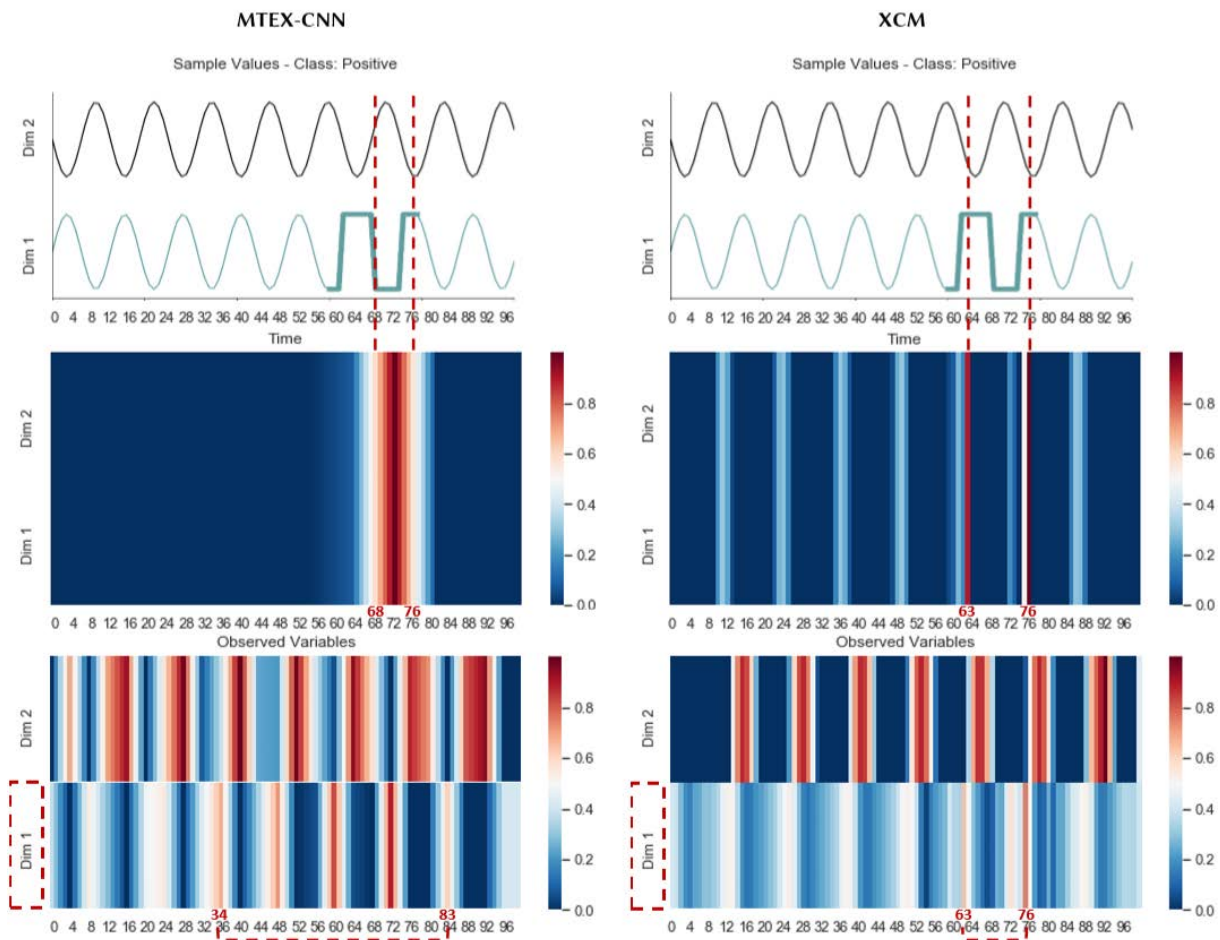 MTEX-CNN
Sample Values - Class: Positive
Dim 2
Dim 1
0 4 8 12 16 20 24 28 32 36 40 44 48 52 56 60 64 68 72 76 80 84 88 92 96
Time
Dim 2
Dim 1
0.8
0.6
0.4
0.2
0.0
68 76
0 4 8 12 16 20 24 28 32 36 40 44 48 52 56 60 64 68 72 76 80 84 88 92 96
Observed Variables
Dim 2
Dim 1
0.8
0.6
0.4
0.2
0.0
34 83
0 4 8 12 16 20 24 28 32 36 40 44 48 52 56 60 64 68 72 76 80 84 88 92 96
XCM
Sample Values - Class: Positive
Dim 2
Dim 1
0 4 8 12 16 20 24 28 32 36 40 44 48 52 56 60 64 68 72 76 80 84 88 92 96
Time
Dim 2
Dim 1
0.8
0.6
0.4
0.2
0.0
63 76
0 4 8 12 16 20 24 28 32 36 40 44 48 52 56 60 64 68 72 76 80 84 88 92 96
Observed Variables
Dim 2
Dim 1
0.8
0.6
0.4
0.2
0.0
63 76
0 4 8 12 16 20 24 28 32 36 40 44 48 52 56 60 64 68 72 76 80 84 88 92 96